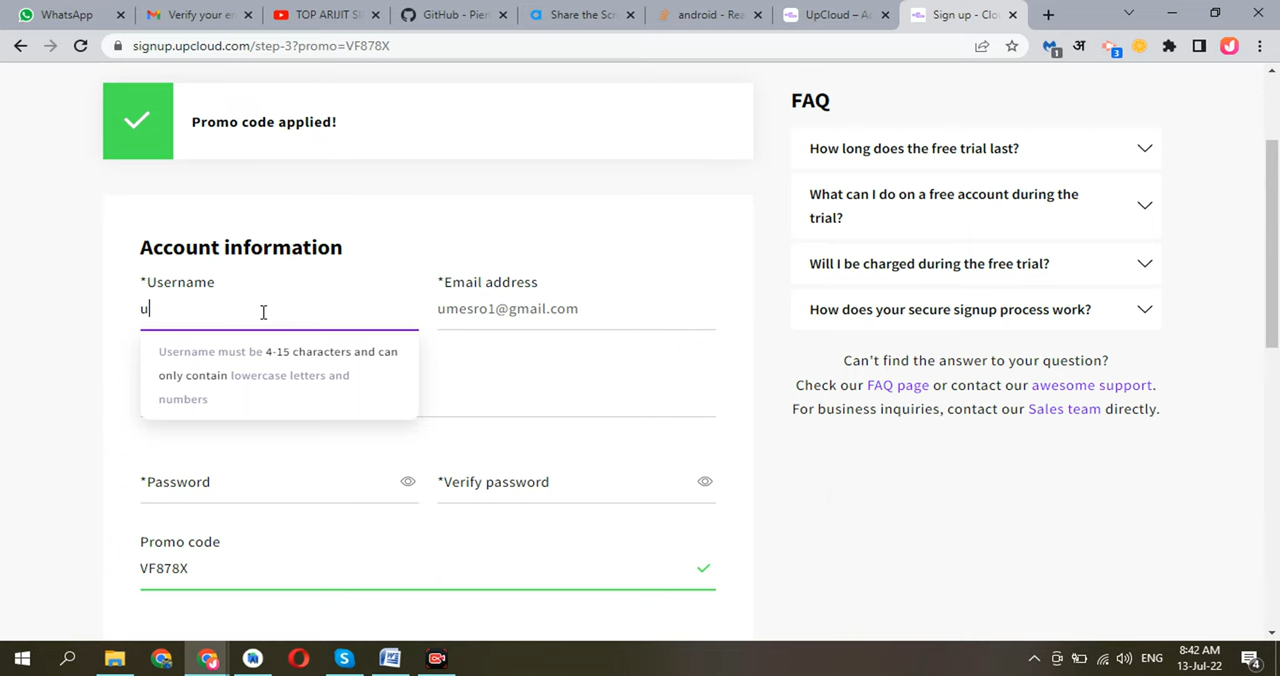 WhatsApp
Verify your e
TOP ARIJIT S
GitHub - Pier
Share the Scr
android - Rea
UpCloud – A
Sign up - Clou
signup.upcloud.com/step-3?promo=VF878X
अ
1
3
Promo code applied!
FAQ
How long does the free trial last?
What can I do on a free account during the
trial?
Will I be charged during the free trial?
How does your secure signup process work?
Can't find the answer to your question?
Check our FAQ page or contact our awesome support.
For business inquiries, contact our Sales team directly.
Account information
*Username
*Email address
u
umesro1@gmail.com
Username must be 4-15 characters and can
only contain lowercase letters and
numbers
*Password
*Verify password
Promo code
VF878X
ENG
8:42 AM
13-Jul-22
4